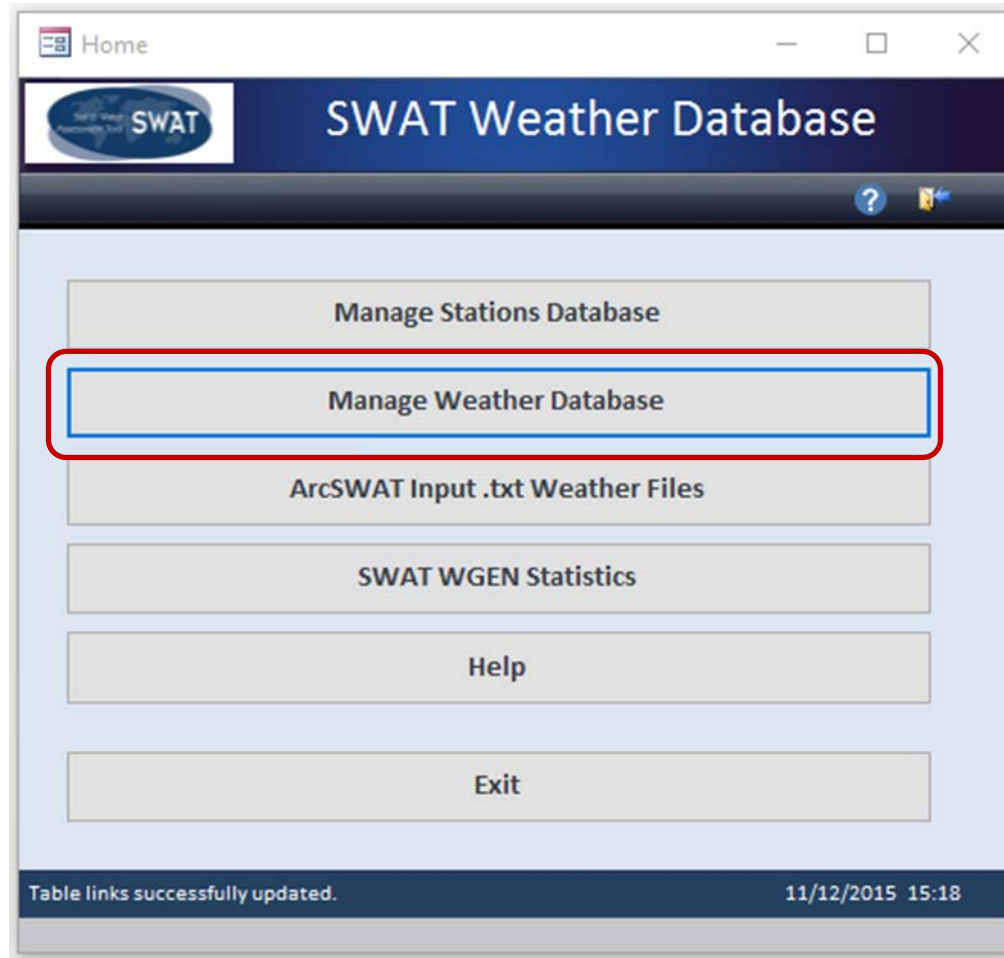 Home
SWAT
SWAT Weather Database
Manage Stations Database
Manage Weather Database
ArcSWAT Input .txt Weather Files
SWAT WGEN Statistics
Help
Exit
Table links successfully updated. 11/12/2015 15:18